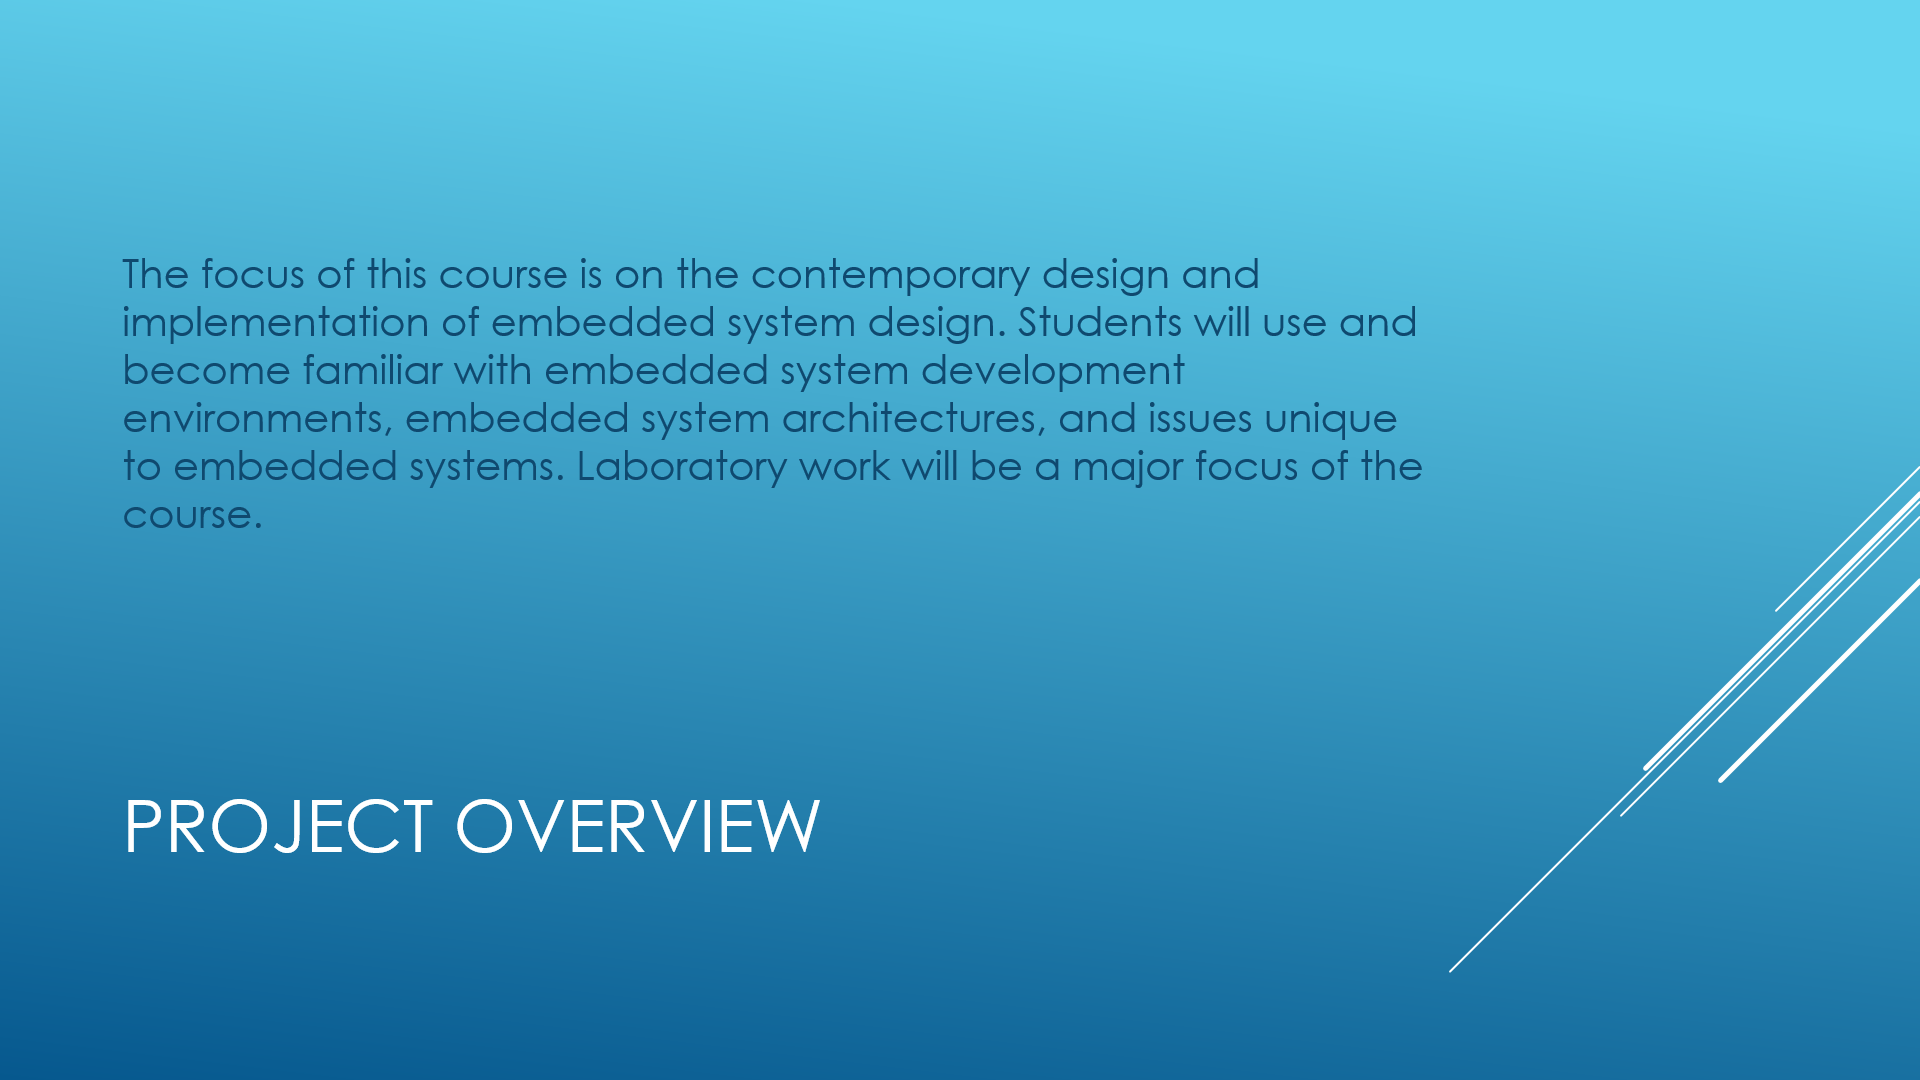 The focus of this course is on the contemporary design and
implementation of embedded system design. Students will use and
become familiar with embedded system development
environments, embedded system architectures, and issues unique
to embedded systems. Laboratory work will be a major focus of the
course.
PROJECT OVERVIEW